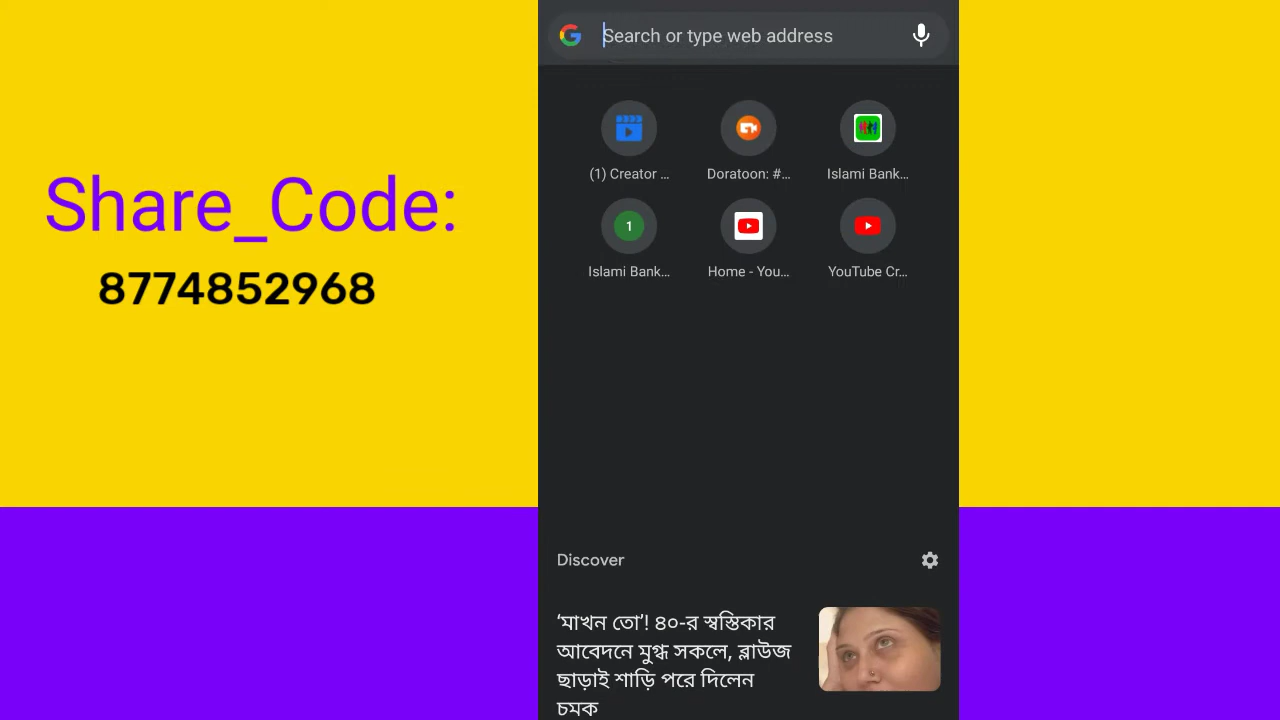 Share_Code:
8774852968
Search or type web address
(1) Creator ...
Doratoon: #...
Islami Bank...
1
Islami Bank...
Home - You...
YouTube Cr...
Discover
‘মাখন তো’! ৪০-র স্বস্তিকার
আবেদনে মুগ্ধ সকলে, ব্লাউজ
ছাড়াই শাড়ি পরে দিলেন
চমক